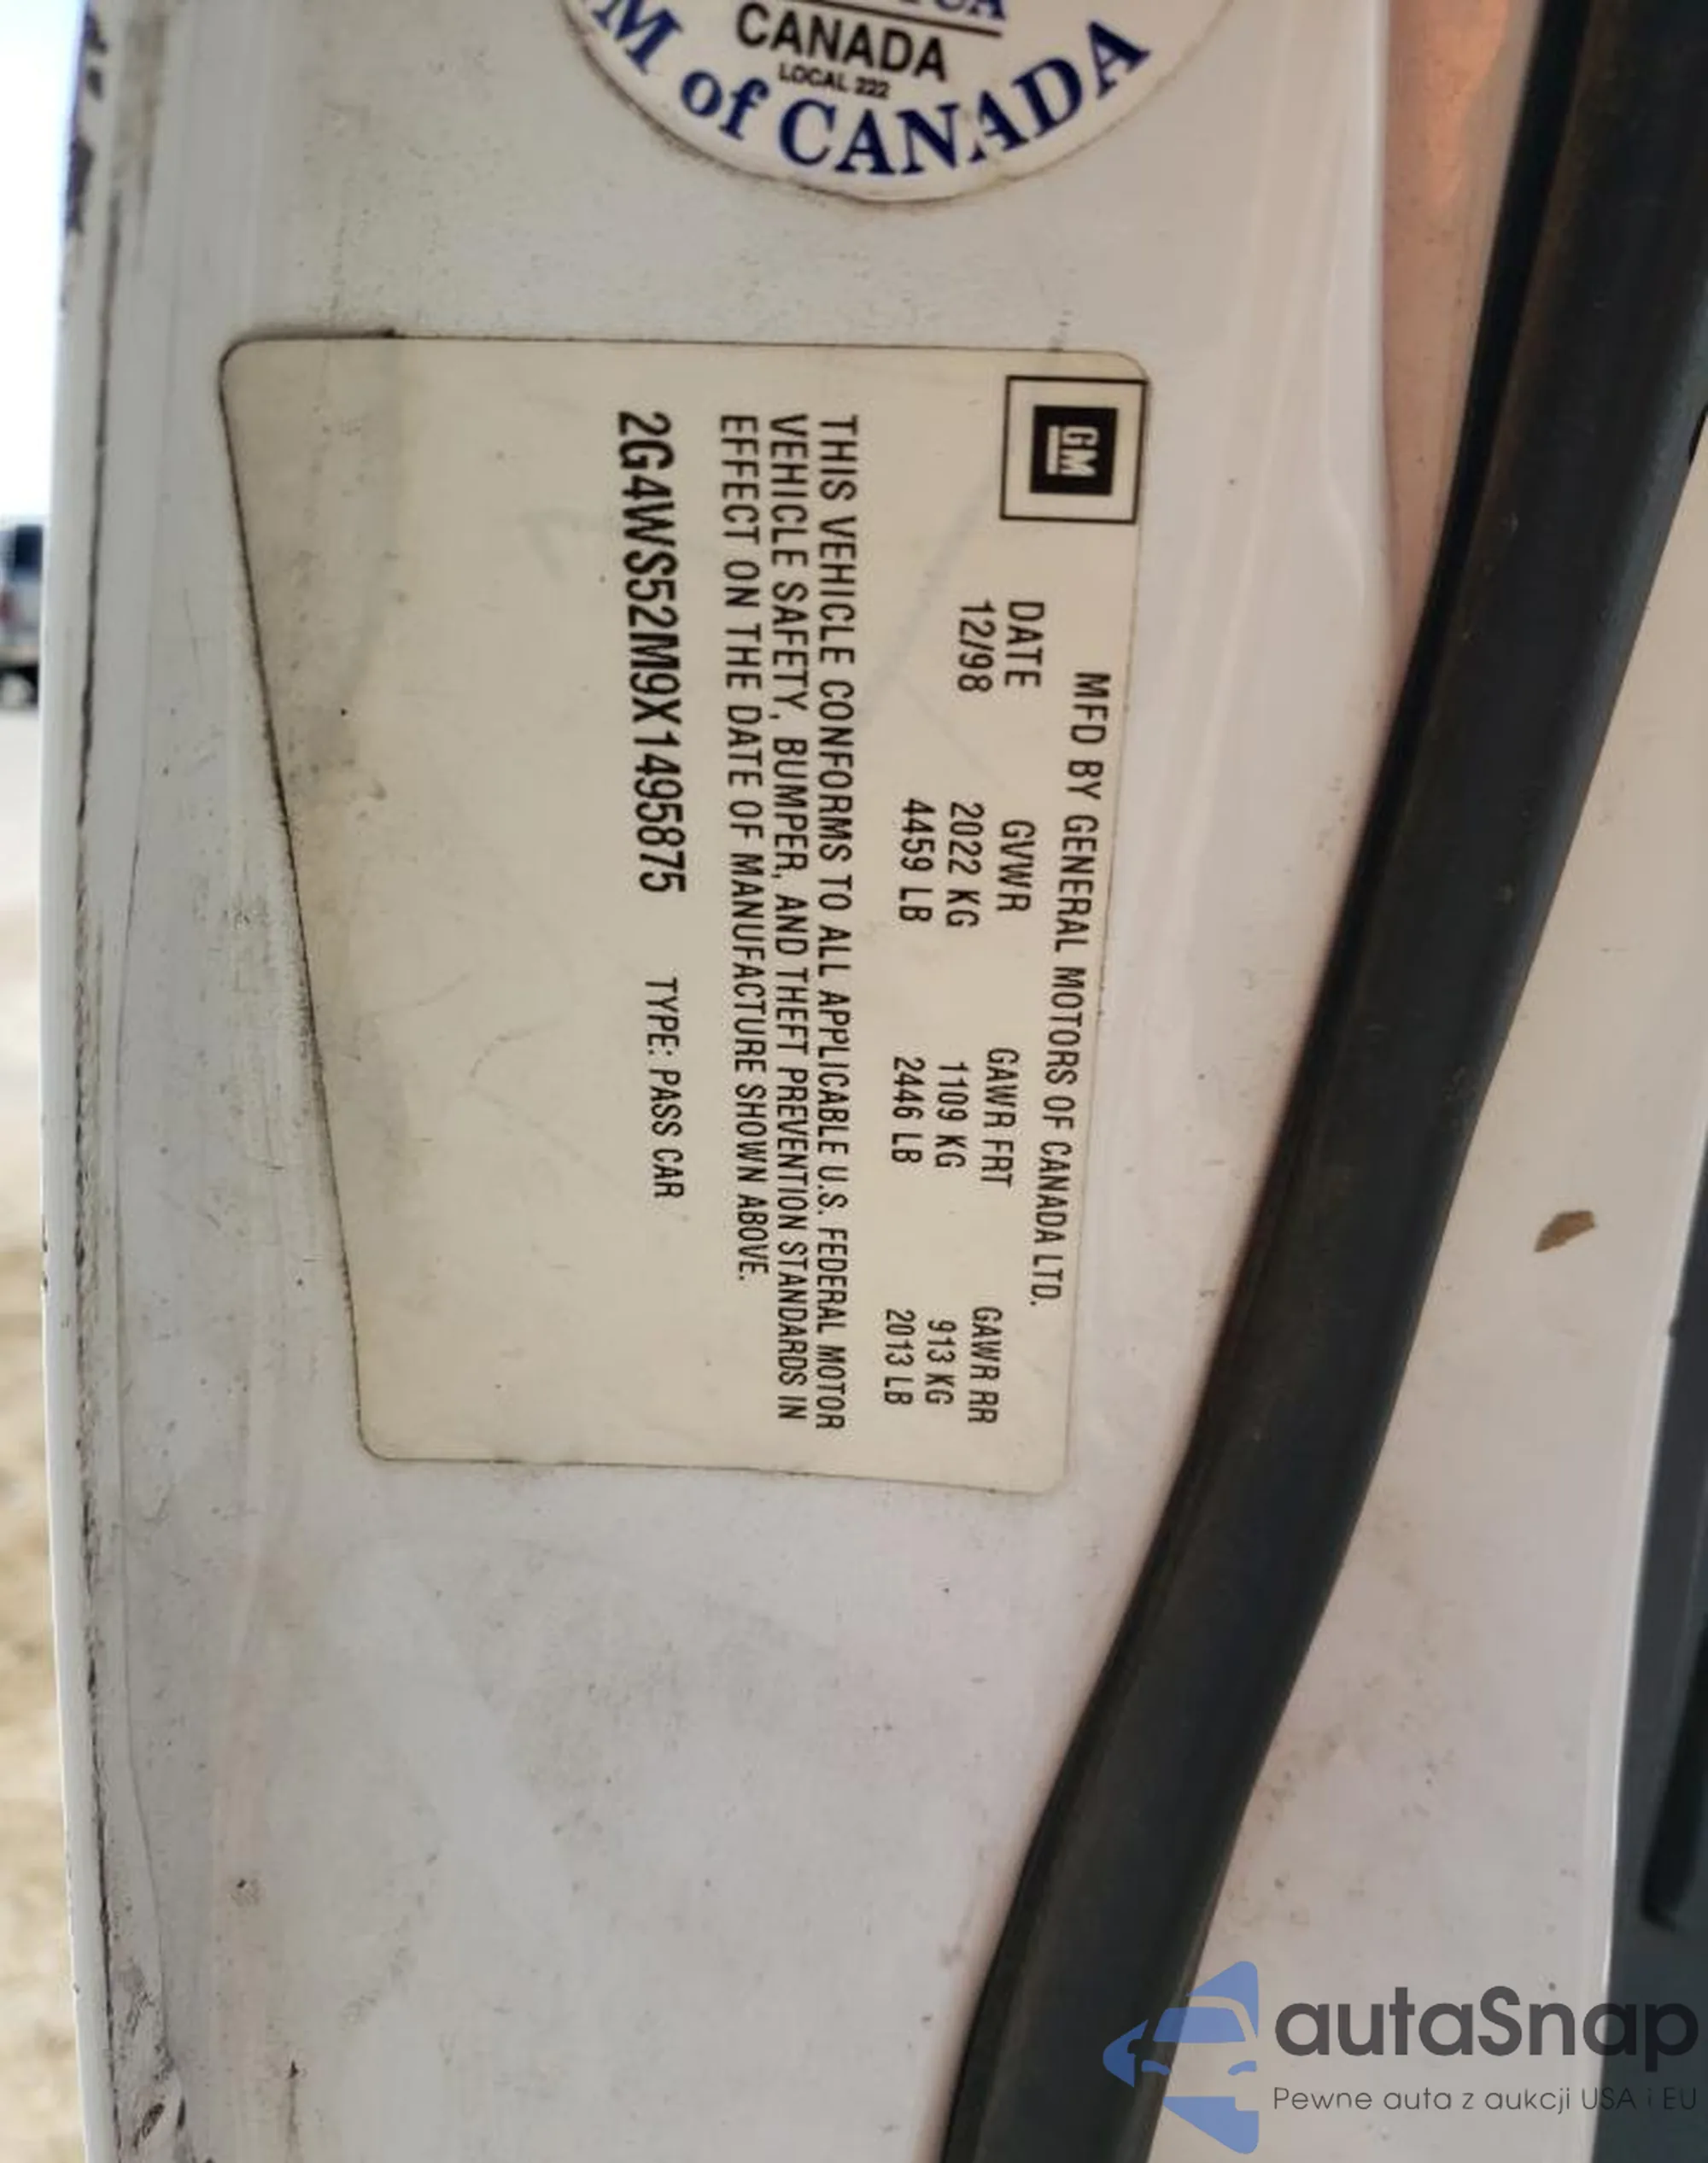 CANADA
LOCAL 222
of CANADA
GM
MFD BY GENERAL MOTORS OF CANADA LTD.
DATE GVWR GAWR FRT GAWR RR
12/98 2022 KG 1109 KG 913 KG
4459 LB 2446 LB 2013 LB
THIS VEHICLE CONFORMS TO ALL APPLICABLE U.S. FEDERAL MOTOR
VEHICLE SAFETY, BUMPER, AND THEFT PREVENTION STANDARDS IN
EFFECT ON THE DATE OF MANUFACTURE SHOWN ABOVE.
2G4WS52M9X1495875 TYPE: PASS CAR
autaSnap
Pewne auta z aukcji USA i EU